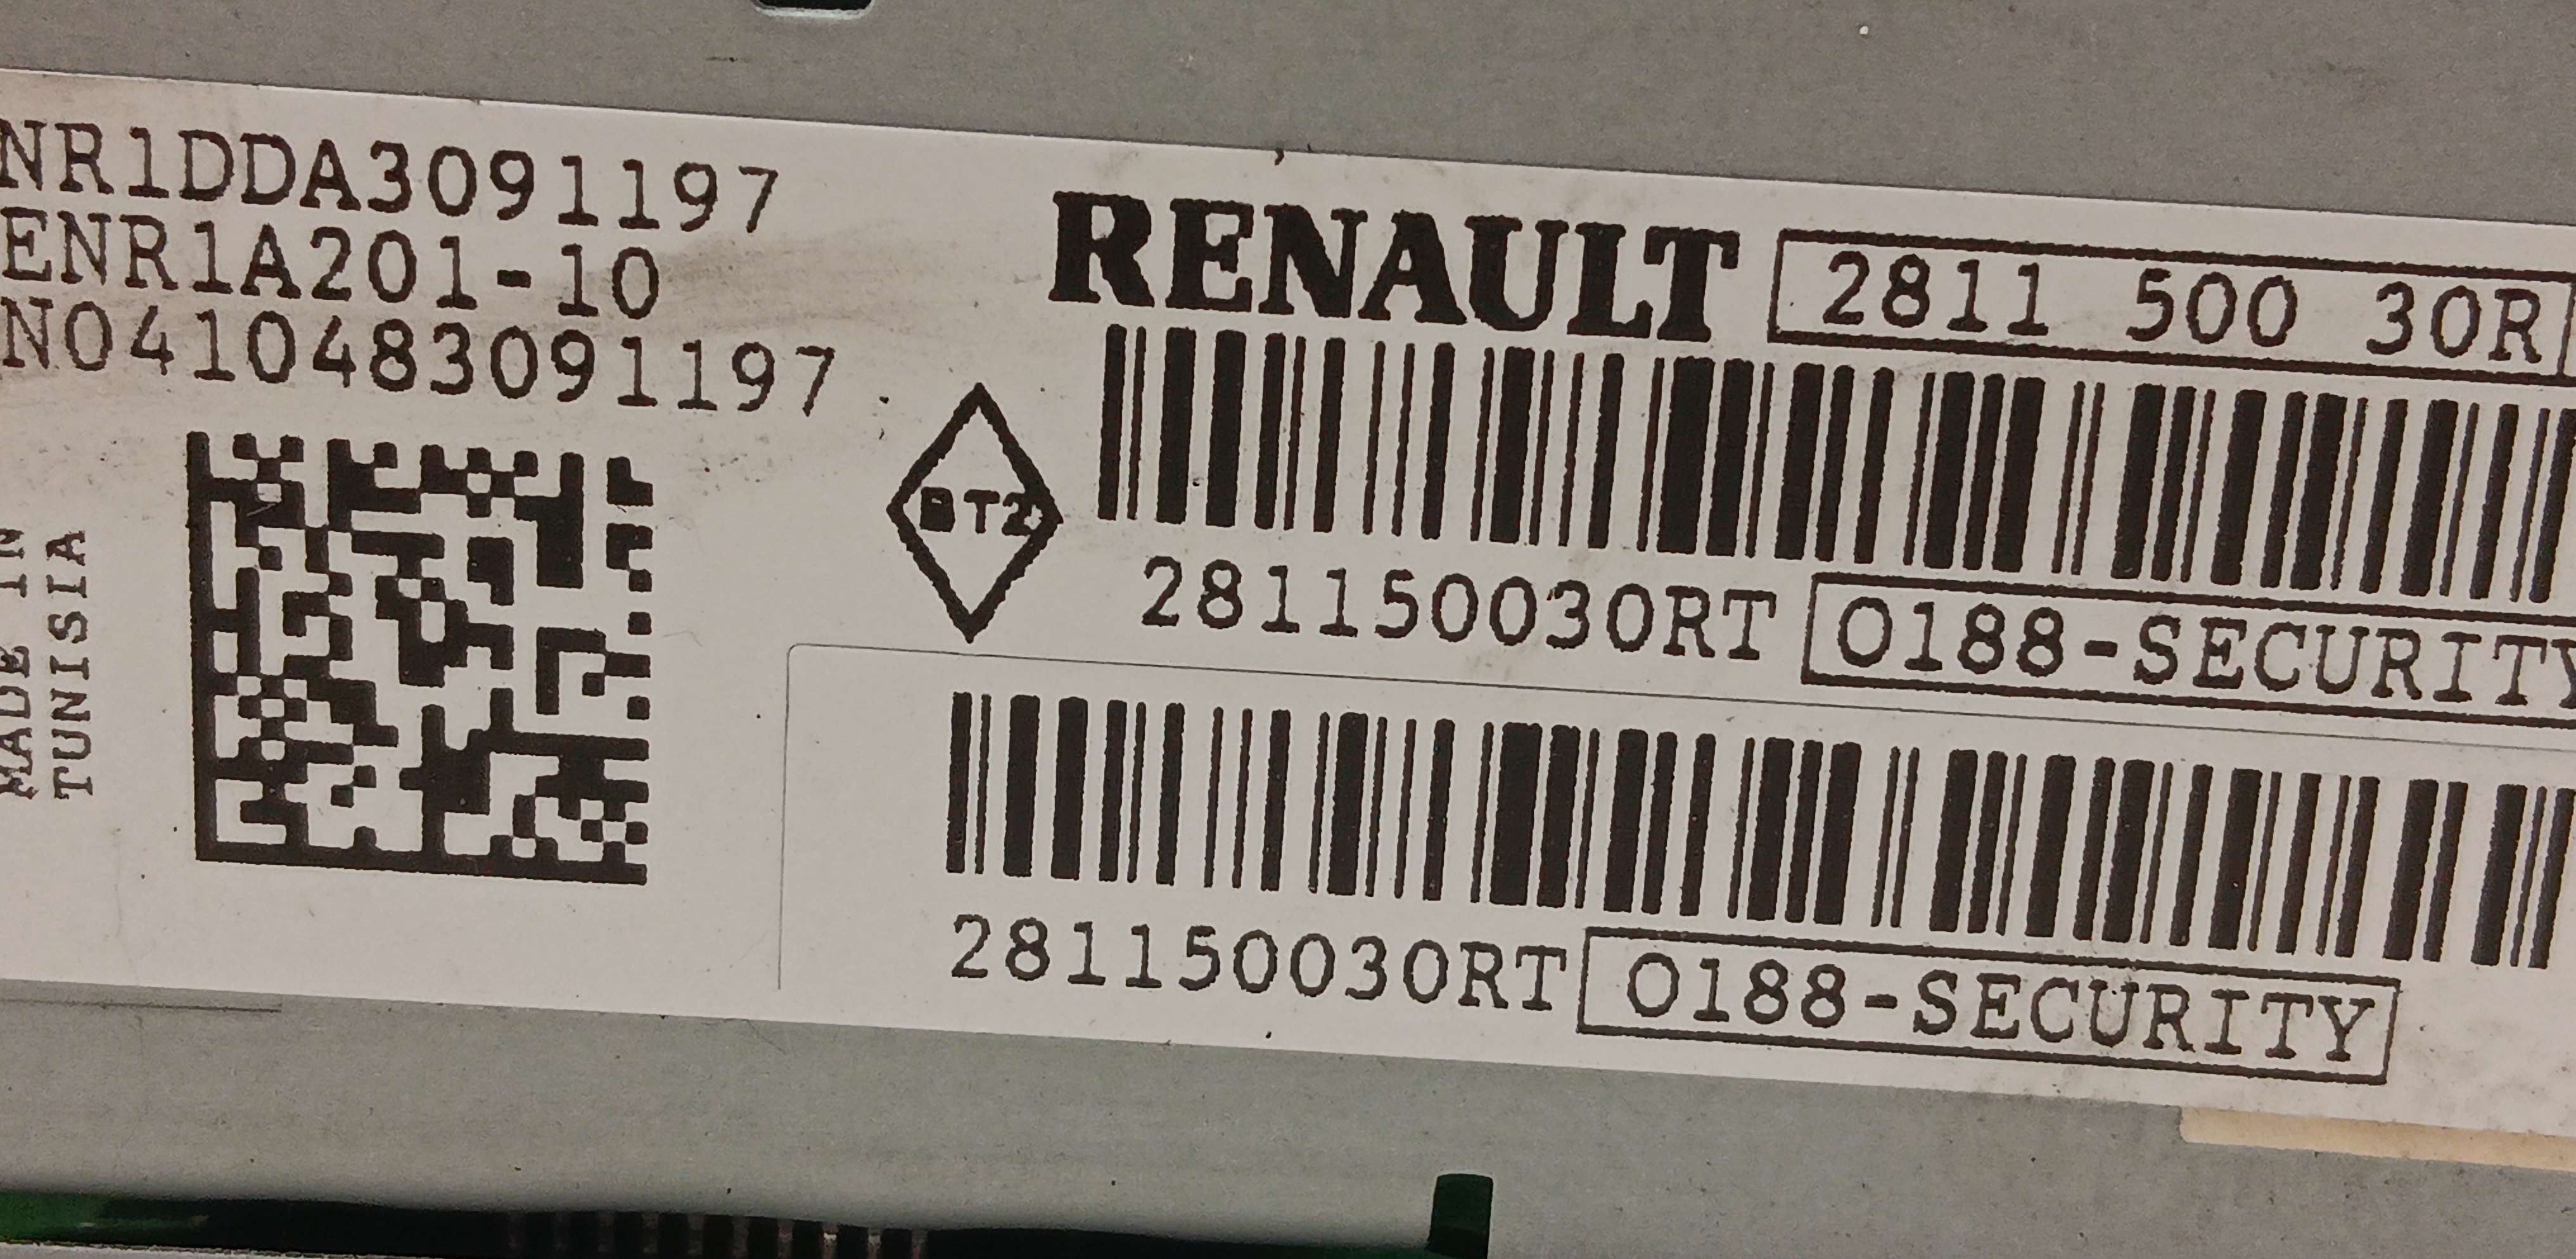 NR1DDA3091197
ENR1A201-10
N0410483091197
MADE IN
TUNISIA
RENAULT
2811 500 30R
BT2
281150030RT
0188-SECURITY
281150030RT
0188-SECURITY